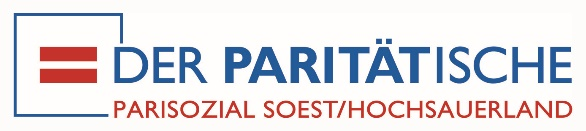 DER PARITÄTISCHE
PARISOZIAL SOEST/HOCHSAUERLAND